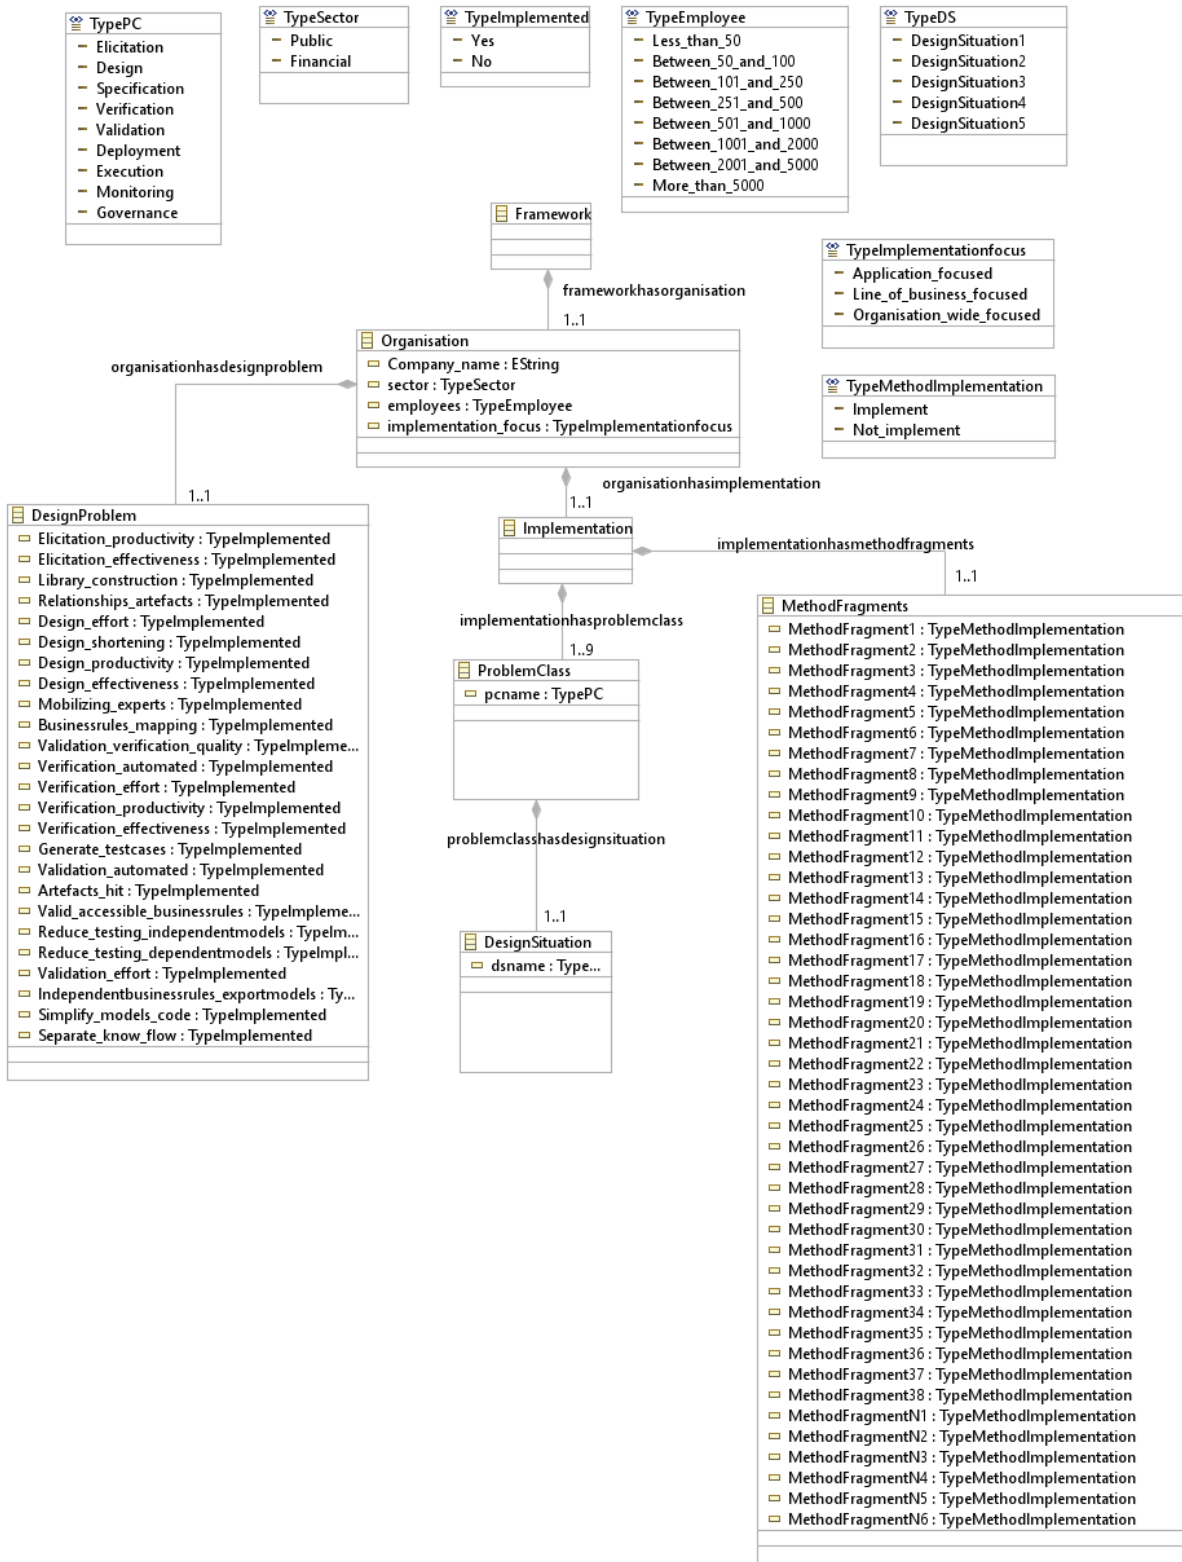 TypePC
Elicitation
Design
Specification
Verification
Validation
Deployment
Execution
Monitoring
Governance
TypeSector
Public
Financial
TypeImplemented
Yes
No
TypeEmployee
Less_than_50
Between_50_and_100
Between_101_and_250
Between_251_and_500
Between_501_and_1000
Between_1001_and_2000
Between_2001_and_5000
More_than_5000
TypeDS
DesignSituation1
DesignSituation2
DesignSituation3
DesignSituation4
DesignSituation5
Framework
frameworkhasorganisation
1..1
TypeImplementationfocus
Application_focused
Line_of_business_focused
Organisation_wide_focused
Organisation
Company_name : EString
sector : TypeSector
employees : TypeEmployee
implementation_focus : TypeImplementationfocus
organisationhasdesignproblem
1..1
TypeMethodImplementation
Implement
Not_implement
organisationhasimplementation
1..1
DesignProblem
Elicitation_productivity : TypeImplemented
Elicitation_effectiveness : TypeImplemented
Library_construction : TypeImplemented
Relationships_artefacts : TypeImplemented
Design_effort : TypeImplemented
Design_shortening : TypeImplemented
Design_productivity : TypeImplemented
Design_effectiveness : TypeImplemented
Mobilizing_experts : TypeImplemented
Businessrules_mapping : TypeImplemented
Validation_verification_quality : TypeImpleme...
Verification_automated : TypeImplemented
Verification_effort : TypeImplemented
Verification_productivity : TypeImplemented
Verification_effectiveness : TypeImplemented
Generate_testcases : TypeImplemented
Validation_automated : TypeImplemented
Artefacts_hit : TypeImplemented
Valid_accessible_businessrules : TypeImpleme...
Reduce_testing_independentmodels : TypeIm...
Reduce_testing_dependentmodels : TypeImpl...
Validation_effort : TypeImplemented
Independentbusinessrules_exportmodels : Ty...
Simplify_models_code : TypeImplemented
Separate_know_flow : TypeImplemented
Implementation
implementationhasmethodfragments
1..1
implementationhasproblemclass
1..9
ProblemClass
pcname : TypePC
problemclasshasdesignsituation
1..1
DesignSituation
dsname : Type...
MethodFragments
MethodFragment1 : TypeMethodImplementation
MethodFragment2 : TypeMethodImplementation
MethodFragment3 : TypeMethodImplementation
MethodFragment4 : TypeMethodImplementation
MethodFragment5 : TypeMethodImplementation
MethodFragment6 : TypeMethodImplementation
MethodFragment7 : TypeMethodImplementation
MethodFragment8 : TypeMethodImplementation
MethodFragment9 : TypeMethodImplementation
MethodFragment10 : TypeMethodImplementation
MethodFragment11 : TypeMethodImplementation
MethodFragment12 : TypeMethodImplementation
MethodFragment13 : TypeMethodImplementation
MethodFragment14 : TypeMethodImplementation
MethodFragment15 : TypeMethodImplementation
MethodFragment16 : TypeMethodImplementation
MethodFragment17 : TypeMethodImplementation
MethodFragment18 : TypeMethodImplementation
MethodFragment19 : TypeMethodImplementation
MethodFragment20 : TypeMethodImplementation
MethodFragment21 : TypeMethodImplementation
MethodFragment22 : TypeMethodImplementation
MethodFragment23 : TypeMethodImplementation
MethodFragment24 : TypeMethodImplementation
MethodFragment25 : TypeMethodImplementation
MethodFragment26 : TypeMethodImplementation
MethodFragment27 : TypeMethodImplementation
MethodFragment28 : TypeMethodImplementation
MethodFragment29 : TypeMethodImplementation
MethodFragment30 : TypeMethodImplementation
MethodFragment31 : TypeMethodImplementation
MethodFragment32 : TypeMethodImplementation
MethodFragment33 : TypeMethodImplementation
MethodFragment34 : TypeMethodImplementation
MethodFragment35 : TypeMethodImplementation
MethodFragment36 : TypeMethodImplementation
MethodFragment37 : TypeMethodImplementation
MethodFragment38 : TypeMethodImplementation
MethodFragmentN1 : TypeMethodImplementation
MethodFragmentN2 : TypeMethodImplementation
MethodFragmentN3 : TypeMethodImplementation
MethodFragmentN4 : TypeMethodImplementation
MethodFragmentN5 : TypeMethodImplementation
MethodFragmentN6 : TypeMethodImplementation